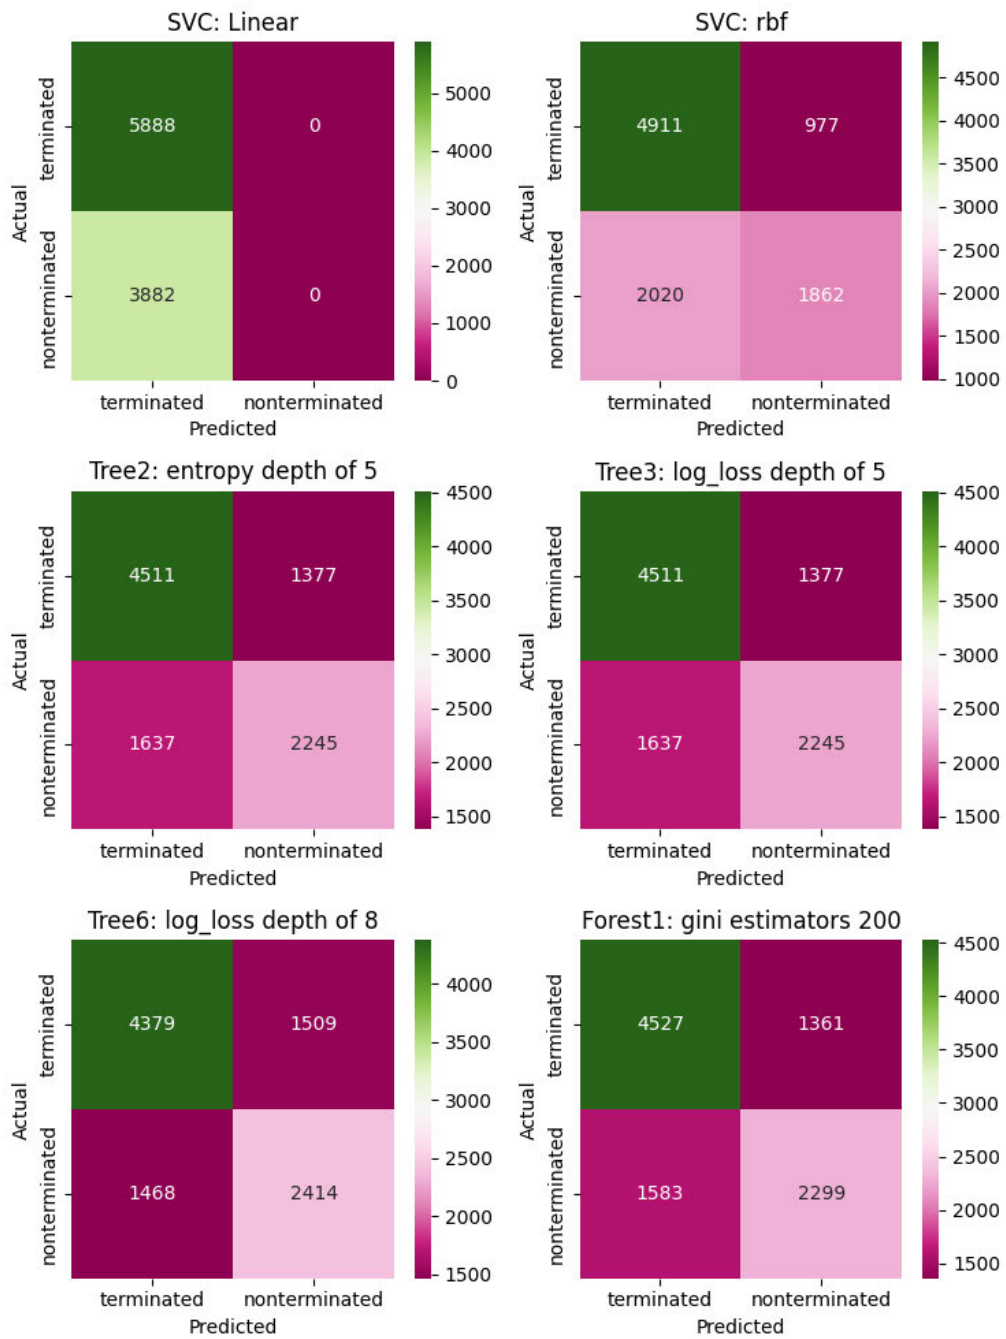 SVC: Linear
terminated
nonterminated
Actual
5888
0
3882
0
terminated
nonterminated
Predicted
5000
4000
3000
2000
1000
0
SVC: rbf
terminated
nonterminated
Actual
4911
977
2020
1862
terminated
nonterminated
Predicted
4500
4000
3500
3000
2500
2000
1500
1000
Tree2: entropy depth of 5
terminated
nonterminated
Actual
4511
1377
1637
2245
terminated
nonterminated
Predicted
4500
4000
3500
3000
2500
2000
1500
Tree3: log_loss depth of 5
terminated
nonterminated
Actual
4511
1377
1637
2245
terminated
nonterminated
Predicted
4500
4000
3500
3000
2500
2000
1500
Tree6: log_loss depth of 8
terminated
nonterminated
Actual
4379
1509
1468
2414
terminated
nonterminated
Predicted
4000
3500
3000
2500
2000
1500
Forest1: gini estimators 200
terminated
nonterminated
Actual
4527
1361
1583
2299
terminated
nonterminated
Predicted
4500
4000
3500
3000
2500
2000
1500